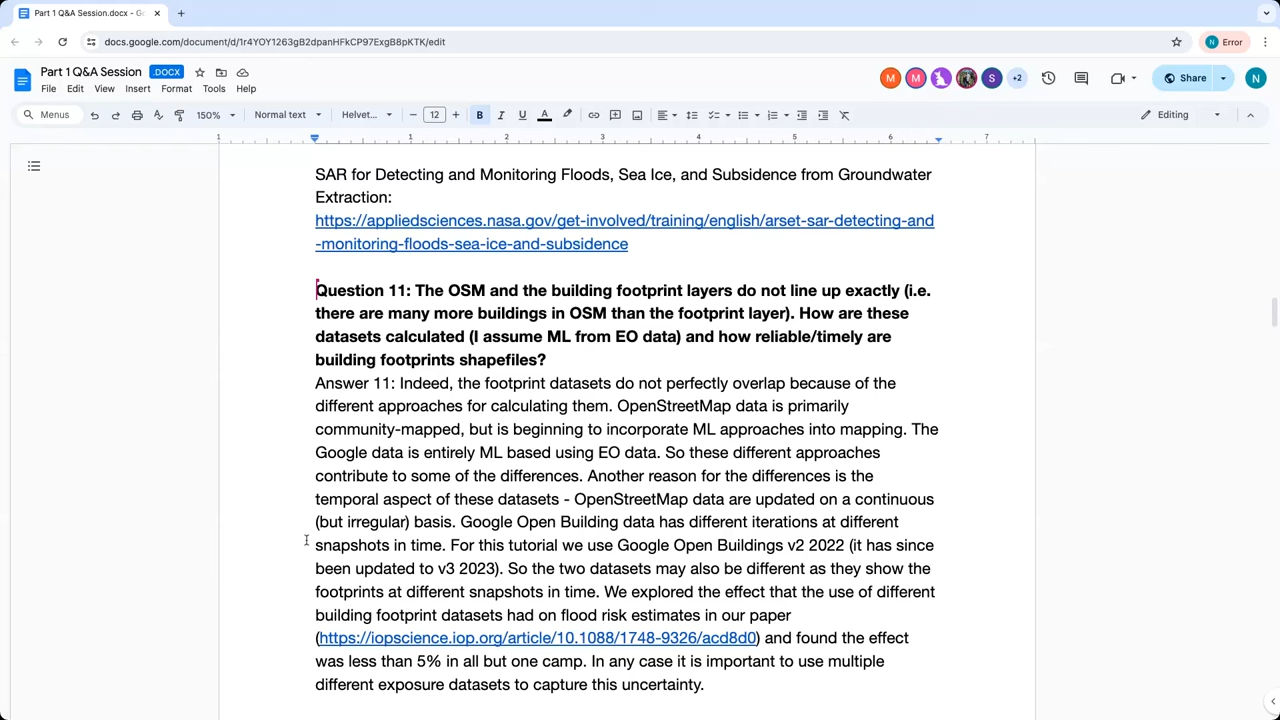 Part 1 Q&A Session.docx - G
docs.google.com/document/d/1r4YOY1263gB2dpanHFkCP97ExgB8pKTK/edit
N Error
Part 1 Q&A Session .DOCX
M M S +2 Share N
File Edit View Insert Format Tools Help
Menus 150% Normal text Helvet... 12 B I U A Editing
1 1 2 3 4 5 6 7
SAR for Detecting and Monitoring Floods, Sea Ice, and Subsidence from Groundwater
Extraction:
https://appliedsciences.nasa.gov/get-involved/training/english/arset-sar-detecting-and
-monitoring-floods-sea-ice-and-subsidence
Question 11: The OSM and the building footprint layers do not line up exactly (i.e.
there are many more buildings in OSM than the footprint layer). How are these
datasets calculated (I assume ML from EO data) and how reliable/timely are
building footprints shapefiles?
Answer 11: Indeed, the footprint datasets do not perfectly overlap because of the
different approaches for calculating them. OpenStreetMap data is primarily
community-mapped, but is beginning to incorporate ML approaches into mapping. The
Google data is entirely ML based using EO data. So these different approaches
contribute to some of the differences. Another reason for the differences is the
temporal aspect of these datasets - OpenStreetMap data are updated on a continuous
(but irregular) basis. Google Open Building data has different iterations at different
snapshots in time. For this tutorial we use Google Open Buildings v2 2022 (it has since
been updated to v3 2023). So the two datasets may also be different as they show the
footprints at different snapshots in time. We explored the effect that the use of different
building footprint datasets had on flood risk estimates in our paper
(https://iopscience.iop.org/article/10.1088/1748-9326/acd8d0) and found the effect
was less than 5% in all but one camp. In any case it is important to use multiple
different exposure datasets to capture this uncertainty.